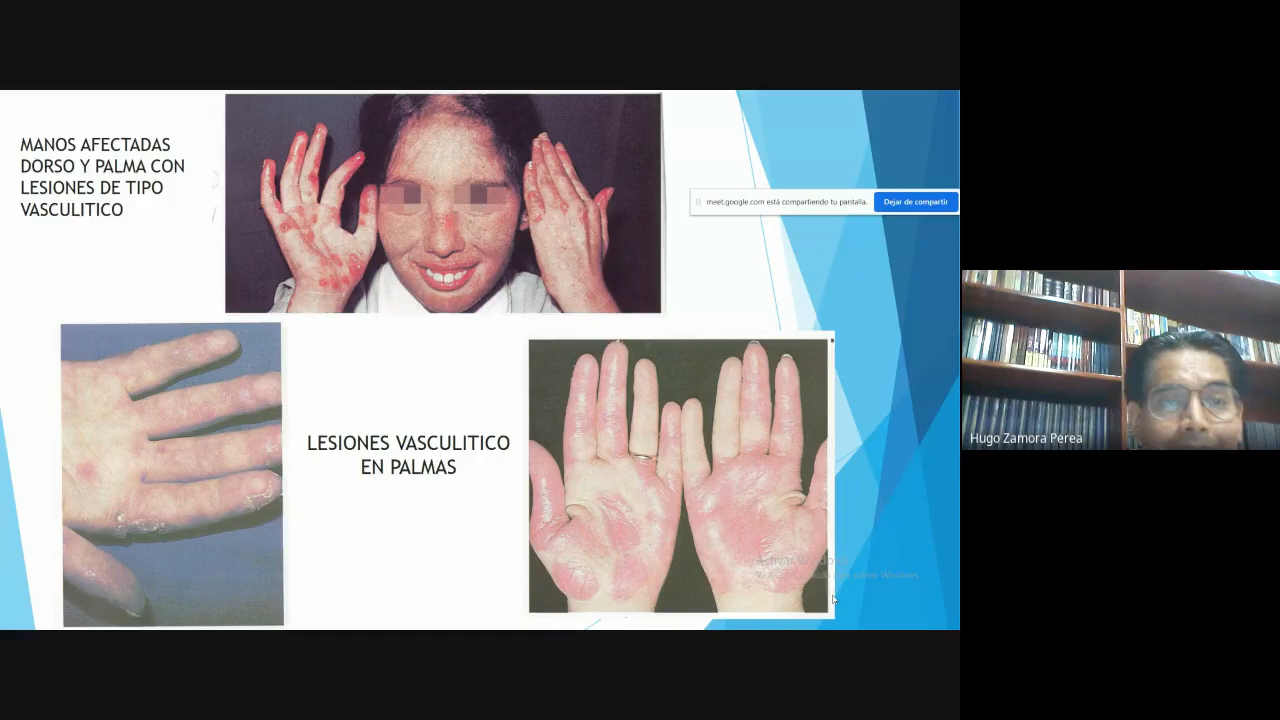 MANOS AFECTADAS
DORSO Y PALMA CON
LESIONES DE TIPO
VASCULITICO
meet.google.com está compartiendo tu pantalla.
Dejar de compartir
LESIONES VASCULITICO
EN PALMAS
Hugo Zamora Perea